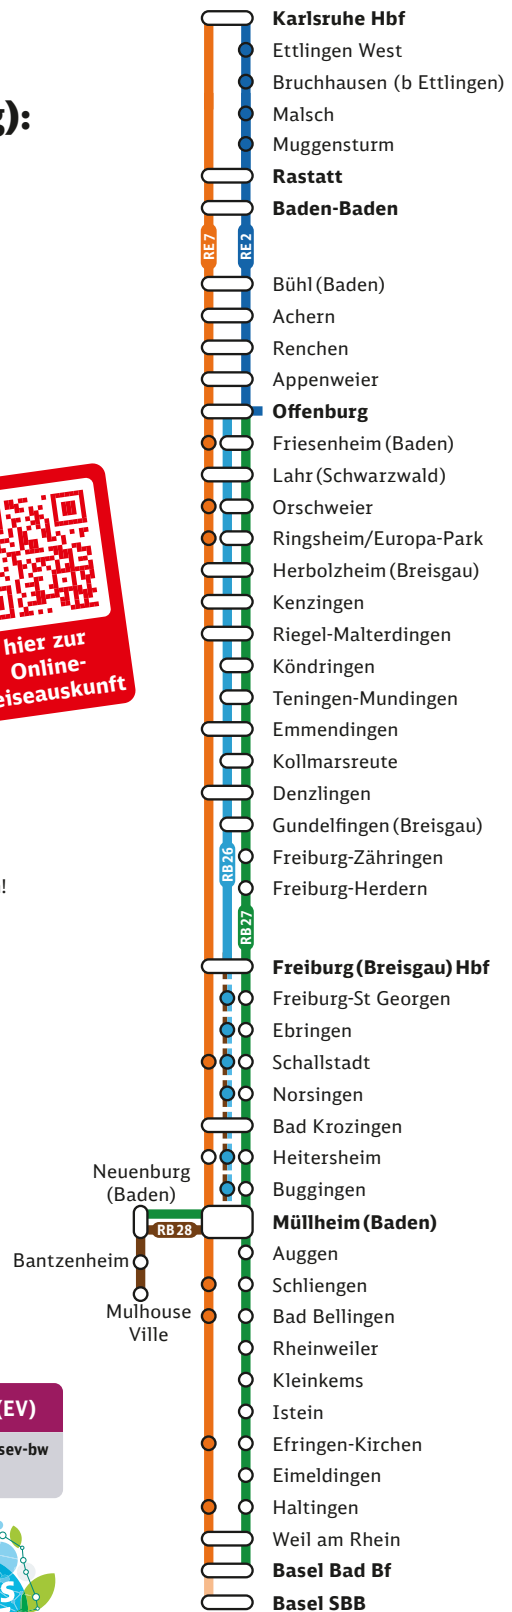 Karlsruhe Hbf
Ettlingen West
Bruchhausen (b Ettlingen)
Malsch
Muggensturm
Rastatt
Baden-Baden
RE 7
RE 2
Bühl (Baden)
Achern
Renchen
Appenweier
Offenburg
Friesenheim (Baden)
Lahr (Schwarzwald)
Orschweier
Ringsheim/Europa-Park
Herbolzheim (Breisgau)
Kenzingen
Riegel-Malterdingen
Köndringen
Teningen-Mundingen
Emmendingen
Kollmarsreute
Denzlingen
Gundelfingen (Breisgau)
RB 26
Freiburg-Zähringen
Freiburg-Herdern
RB 27
Freiburg (Breisgau) Hbf
Freiburg-St Georgen
Ebringen
Schallstadt
Norsingen
Bad Krozingen
Heitersheim
Buggingen
Müllheim (Baden)
Auggen
Schliengen
Bad Bellingen
Rheinweiler
Kleinkems
Istein
Efringen-Kirchen
Eimeldingen
Haltingen
Weil am Rhein
Basel Bad Bf
Basel SBB
Neuenburg
(Baden)
RB 28
Bantzenheim
Mulhouse
Ville
):
hier zur
Online-
eiseauskunft
!
(EV)
sev-bw